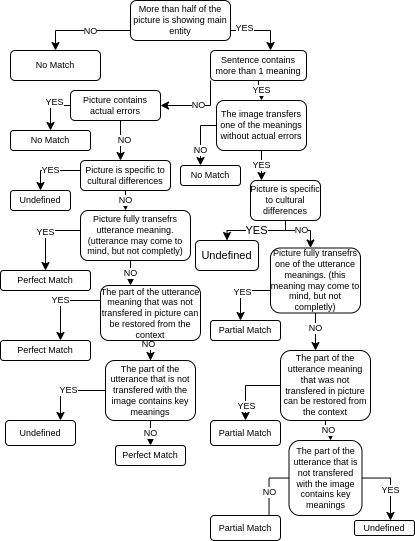 More than half of the
picture is showing main
entity
NO
YES
No Match
Sentence contains
more than 1 meaning
YES
NO
Picture contains
actual errors
YES
NO
No Match
The image transfers
one of the meanings
without actual errors
NO
YES
No Match
Picture is specific to
cultural differences
YES
NO
Undefined
Picture is specific
to cultural
differences
YES
NO
Undefined
Picture fully transefrs
utterance meaning.
(utterance may come to
mind, but not completly)
YES
NO
Perfect Match
Picture fully transefrs
one of the utterance
meanings. (this
meaning may come to
mind, but not
completly)
YES
NO
Partial Match
The part of the utterance
meaning that was not
transfered in picture can
be restored from the
context
YES
NO
Perfect Match
The part of the
utterance meaning
that was not
transfered in picture
can be restored from
the context
YES
NO
Partial Match
The part of the
utterance that is not
transfered with the
image contains key
meanings
YES
NO
Undefined
Perfect Match
The part of the
utterance that is
not transfered
with the image
contains key
meanings
NO
YES
Partial Match
Undefined